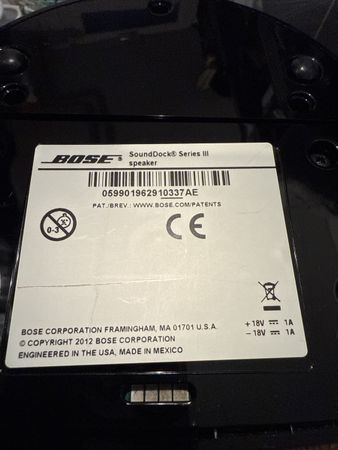 BOSE® SoundDock® Series III
speaker
059901962910337AE
PAT./BREV.: WWW.BOSE.COM/PATENTS
0-3
CE
BOSE CORPORATION FRAMINGHAM, MA 01701 U.S.A.
© COPYRIGHT 2012 BOSE CORPORATION
ENGINEERED IN THE USA, MADE IN MEXICO
+18V ⎓ 1A
−18V ⎓ 1A